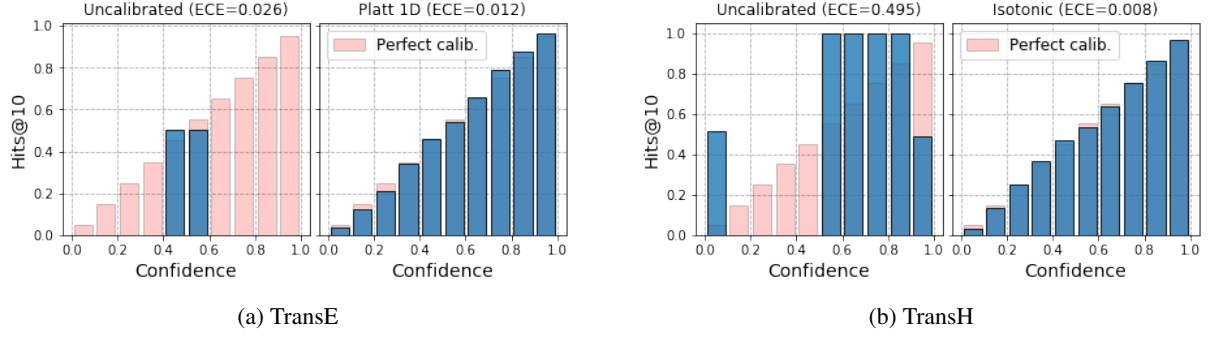 Uncalibrated (ECE=0.026)
Platt 1D (ECE=0.012)
Hits@10
1.0
0.8
0.6
0.4
0.2
0.0
Perfect calib.
0.0 0.2 0.4 0.6 0.8 1.0
0.0 0.2 0.4 0.6 0.8 1.0
Confidence
Confidence
(a) TransE
Uncalibrated (ECE=0.495)
Isotonic (ECE=0.008)
Hits@10
1.0
0.8
0.6
0.4
0.2
0.0
Perfect calib.
0.0 0.2 0.4 0.6 0.8 1.0
0.0 0.2 0.4 0.6 0.8 1.0
Confidence
Confidence
(b) TransH